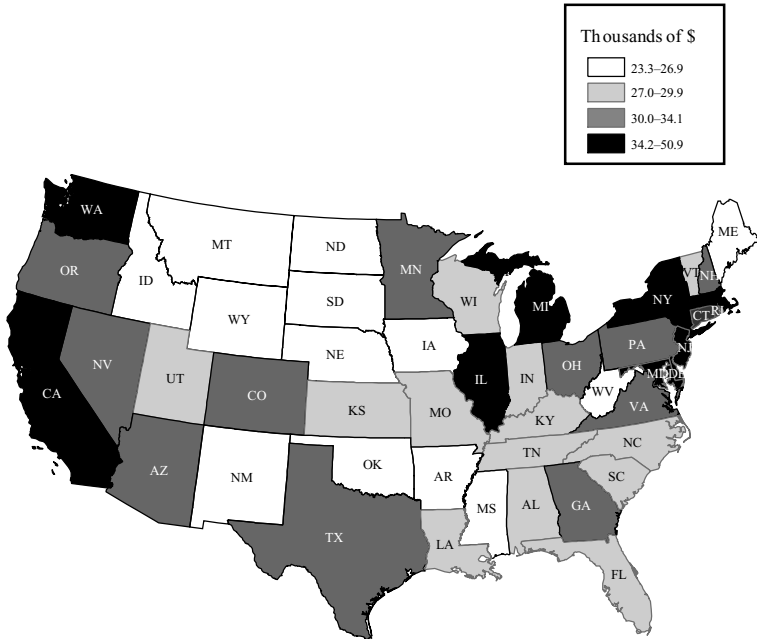 Thousands of $
23.3–26.9
27.0–29.9
30.0–34.1
34.2–50.9
WA
ME
MT
ND
OR
MN
VT
NH
ID
WI
NY
SD
MI
WY
CT
RI
IA
PA
NJ
NE
NV
OH
IL
IN
MD
DE
UT
CO
CA
WV
KS
MO
VA
KY
NC
TN
AZ
OK
NM
AR
SC
MS
AL
GA
TX
LA
FL